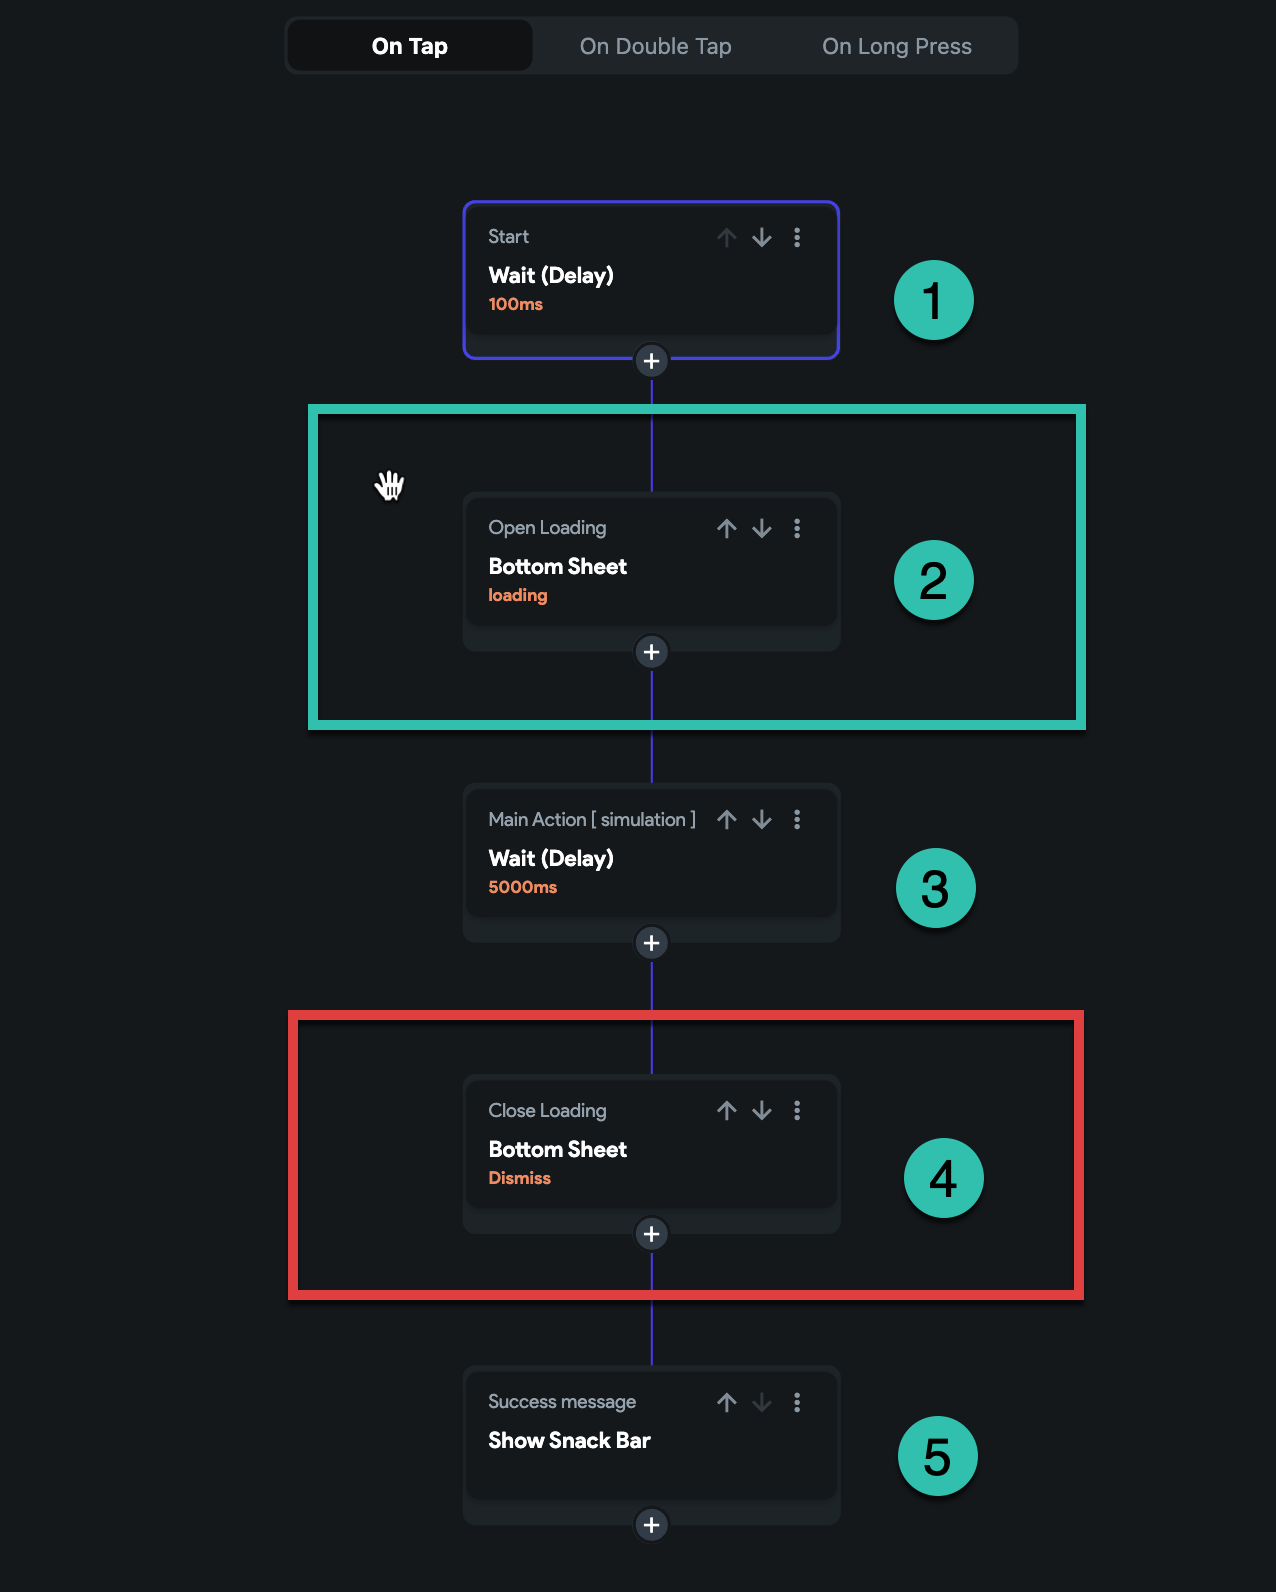 On Tap On Double Tap On Long Press
Start
Wait (Delay)
100ms
1
Open Loading
Bottom Sheet
loading
2
Main Action [ simulation ]
Wait (Delay)
5000ms
3
Close Loading
Bottom Sheet
Dismiss
4
Success message
Show Snack Bar
5